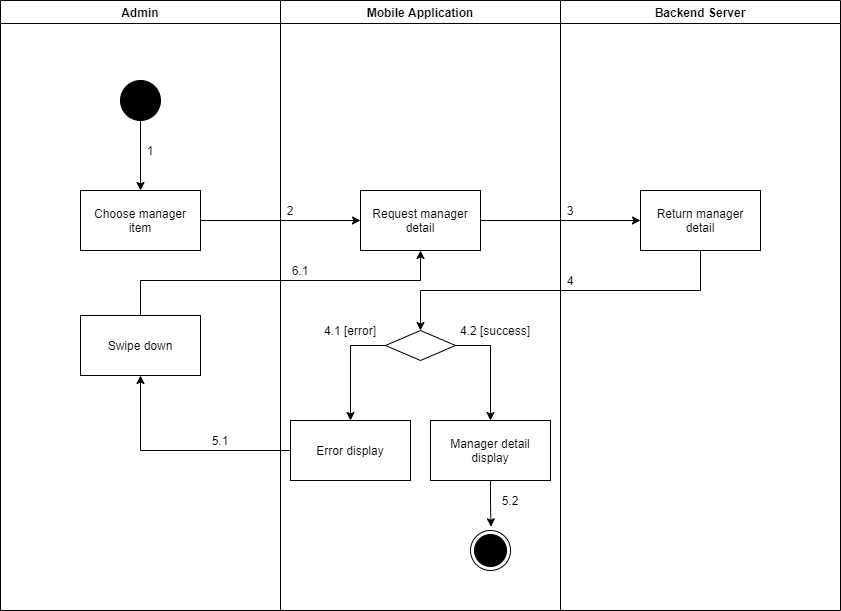 Admin
Mobile Application
Backend Server
1
Choose manager
item
2
Request manager
detail
3
Return manager
detail
6.1
4
4.1 [error]
4.2 [success]
Swipe down
5.1
Error display
Manager detail
display
5.2